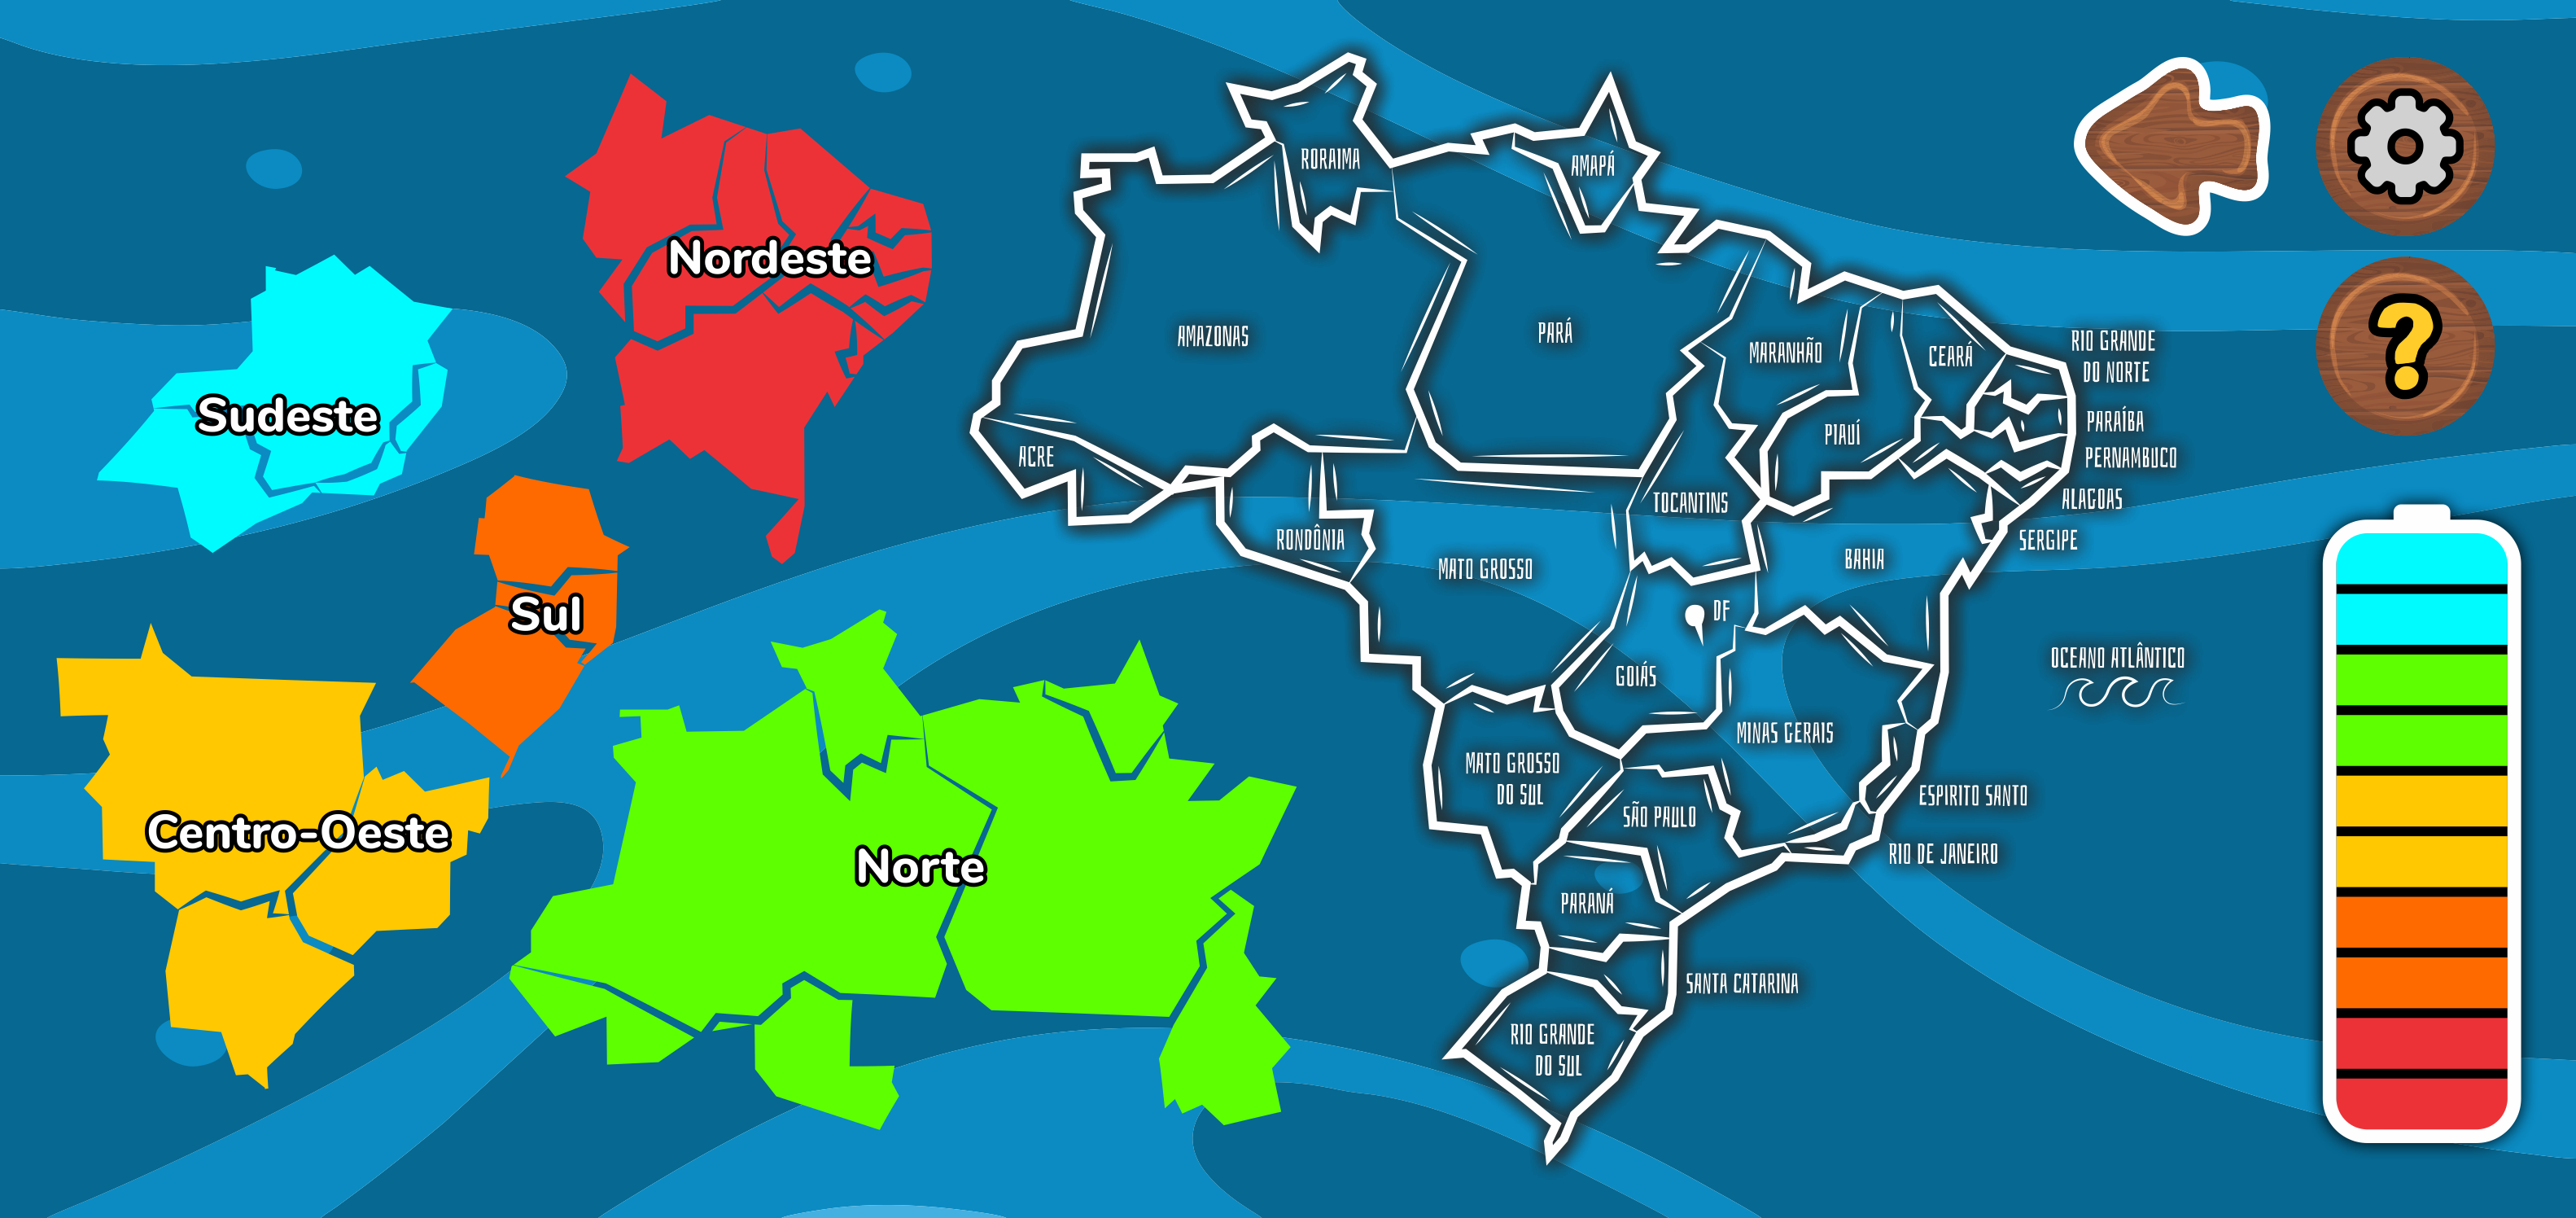 Nordeste
Sudeste
Sul
Centro-Oeste
Norte
RORAIMA
AMAPÁ
AMAZONAS
PARÁ
MARANHÃO
CEARÁ
RIO GRANDE
DO NORTE
PARAÍBA
PIAUÍ
PERNAMBUCO
ACRE
ALAGOAS
TOCANTINS
SERGIPE
RONDÔNIA
MATO GROSSO
BAHIA
DF
OCEANO ATLÂNTICO
GOIÁS
MINAS GERAIS
MATO GROSSO
DO SUL
ESPIRITO SANTO
SÃO PAULO
RIO DE JANEIRO
PARANÁ
SANTA CATARINA
RIO GRANDE
DO SUL
?